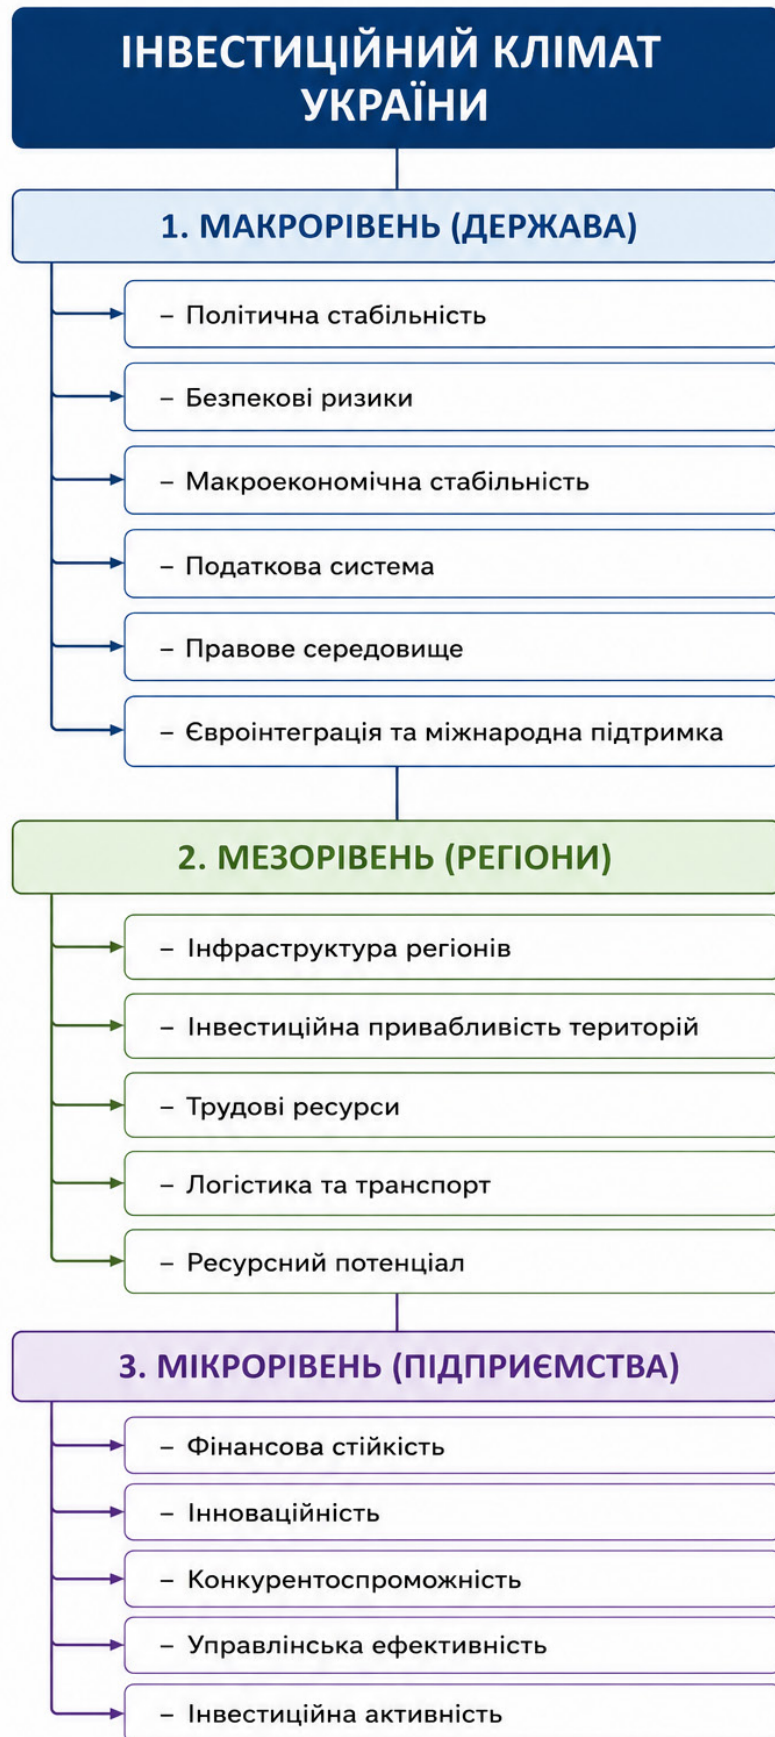 ІНВЕСТИЦІЙНИЙ КЛІМАТ
УКРАЇНИ
1. МАКРОРІВЕНЬ (ДЕРЖАВА)
– Політична стабільність
– Безпекові ризики
– Макроекономічна стабільність
– Податкова система
– Правове середовище
– Євроінтеграція та міжнародна підтримка
2. МЕЗОРІВЕНЬ (РЕГІОНИ)
– Інфраструктура регіонів
– Інвестиційна привабливість територій
– Трудові ресурси
– Логістика та транспорт
– Ресурсний потенціал
3. МІКРОРІВЕНЬ (ПІДПРИЄМСТВА)
– Фінансова стійкість
– Інноваційність
– Конкурентоспроможність
– Управлінська ефективність
– Інвестиційна активність